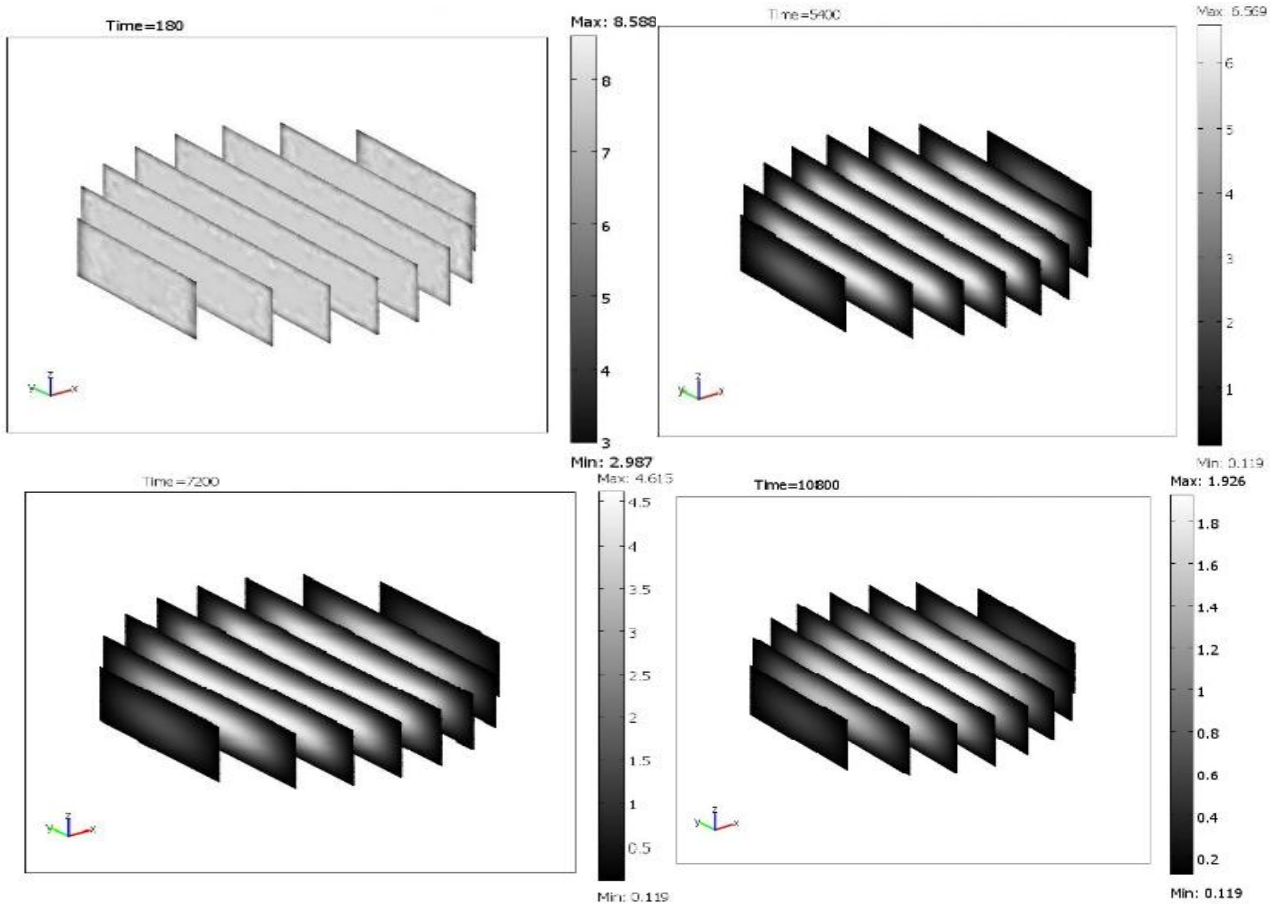 Time=180
Max: 8.588
8
7
6
5
4
3
Min: 2.987
z
y
x
Time=5400
Max: 6.569
6
5
4
3
2
1
Min: 0.119
z
y
x
Time=7200
Max: 4.615
4.5
4
3.5
3
2.5
2
1.5
1
0.5
Min: 0.119
z
y
x
Time=10800
Max: 1.926
1.8
1.6
1.4
1.2
1
0.8
0.6
0.4
0.2
Min: 0.119
z
y
x